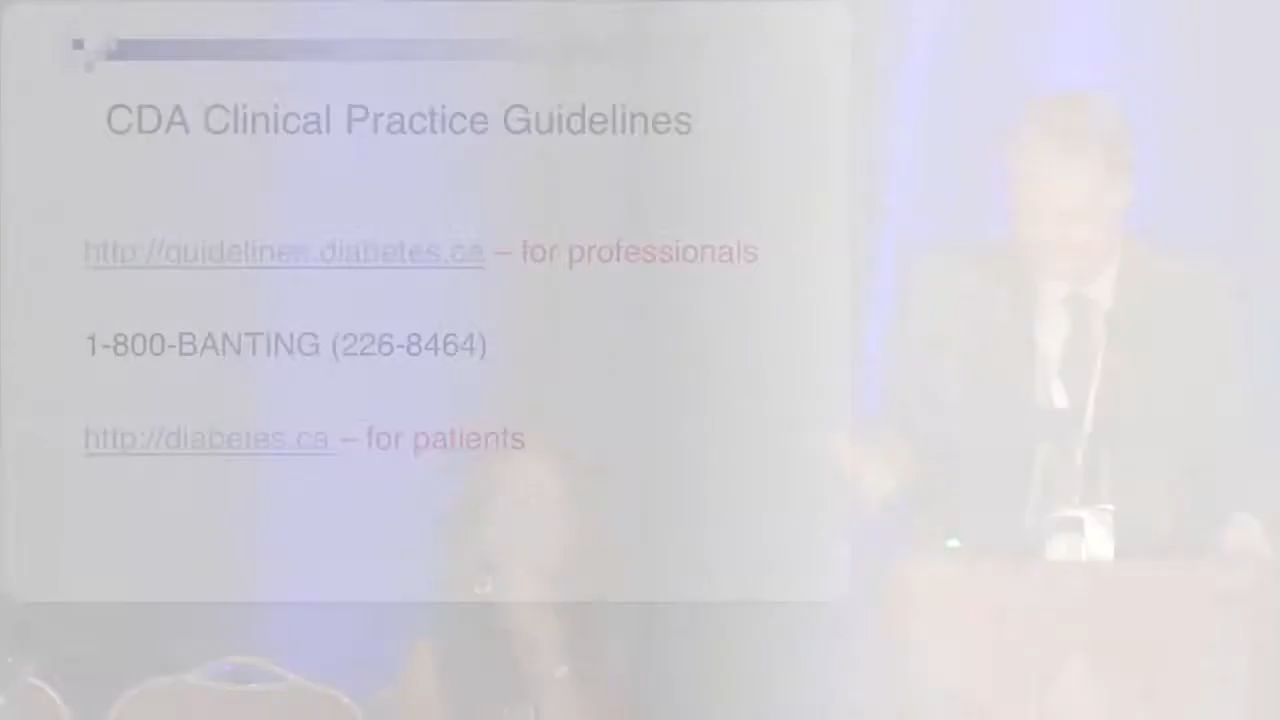 CDA Clinical Practice Guidelines
http://guidelines.diabetes.ca – for professionals
1-800-BANTING (226-8464)
http://diabetes.ca – for patients